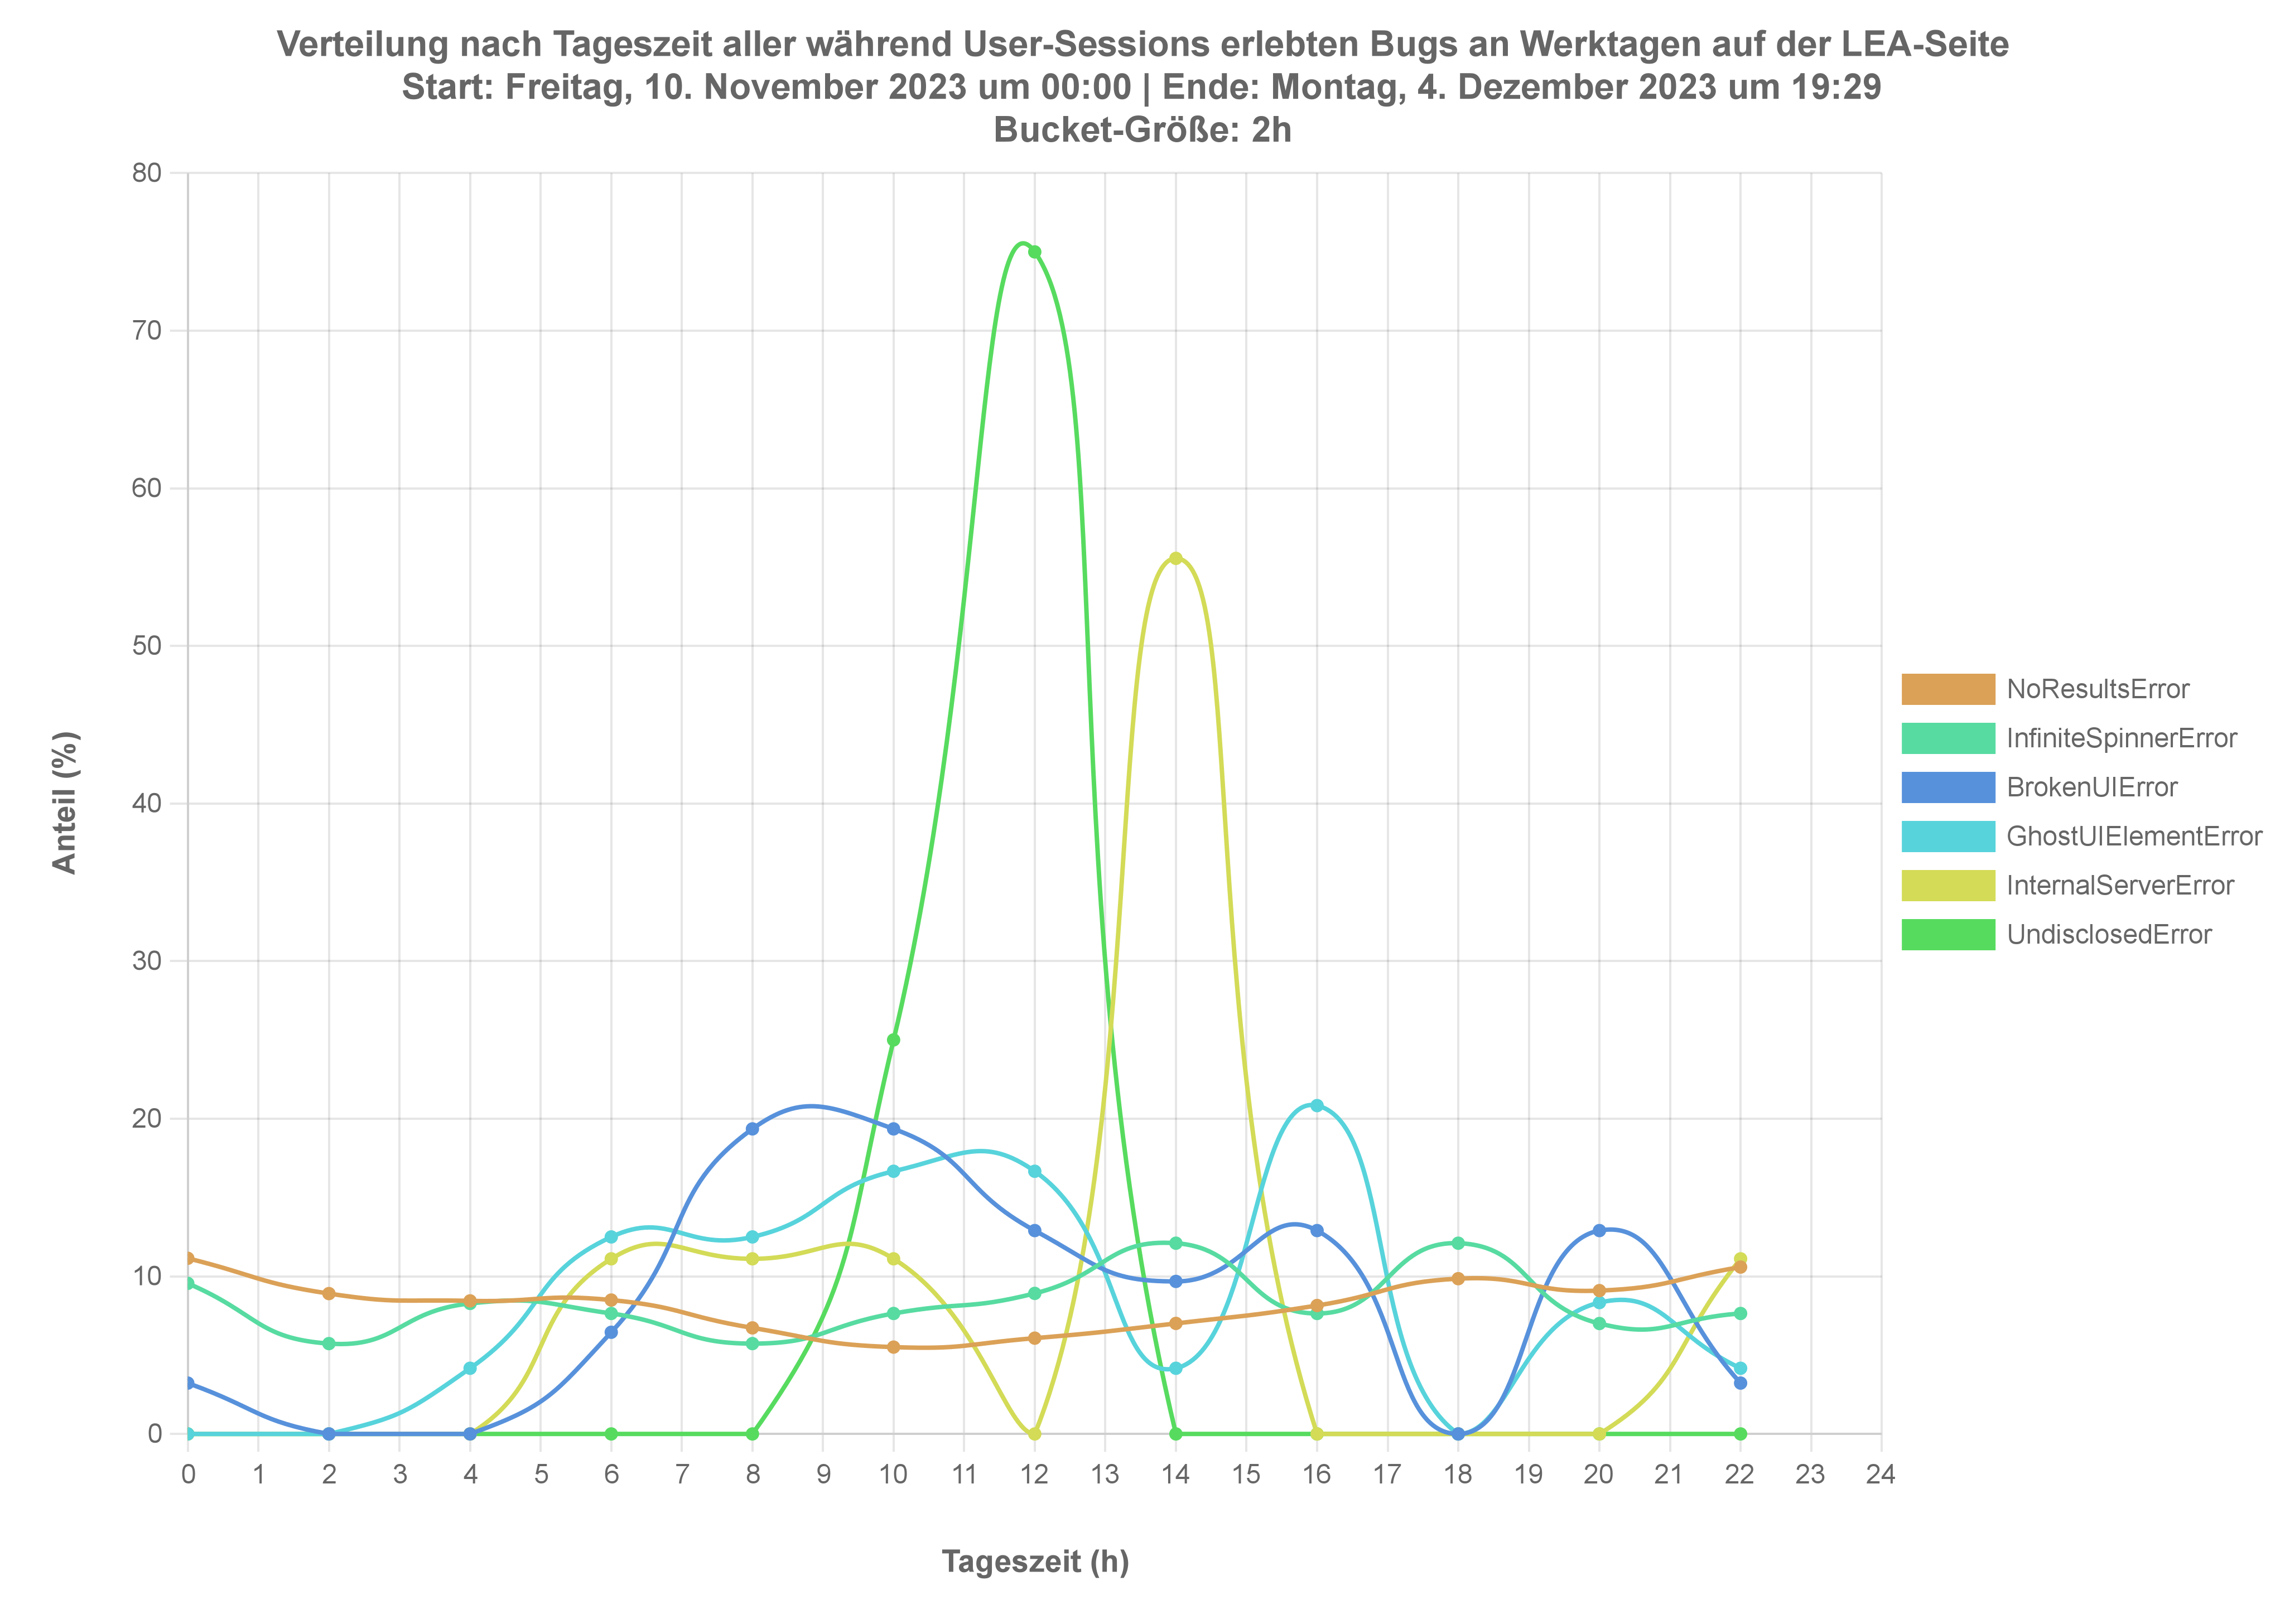 Verteilung nach Tageszeit aller während User-Sessions erlebten Bugs an Werktagen auf der LEA-Seite
Start: Freitag, 10. November 2023 um 00:00 | Ende: Montag, 4. Dezember 2023 um 19:29
Bucket-Größe: 2h
80
70
60
50
40
30
20
10
0
Anteil (%)
0 1 2 3 4 5 6 7 8 9 10 11 12 13 14 15 16 17 18 19 20 21 22 23 24
Tageszeit (h)
NoResultsError
InfiniteSpinnerError
BrokenUIError
GhostUIElementError
InternalServerError
UndisclosedError